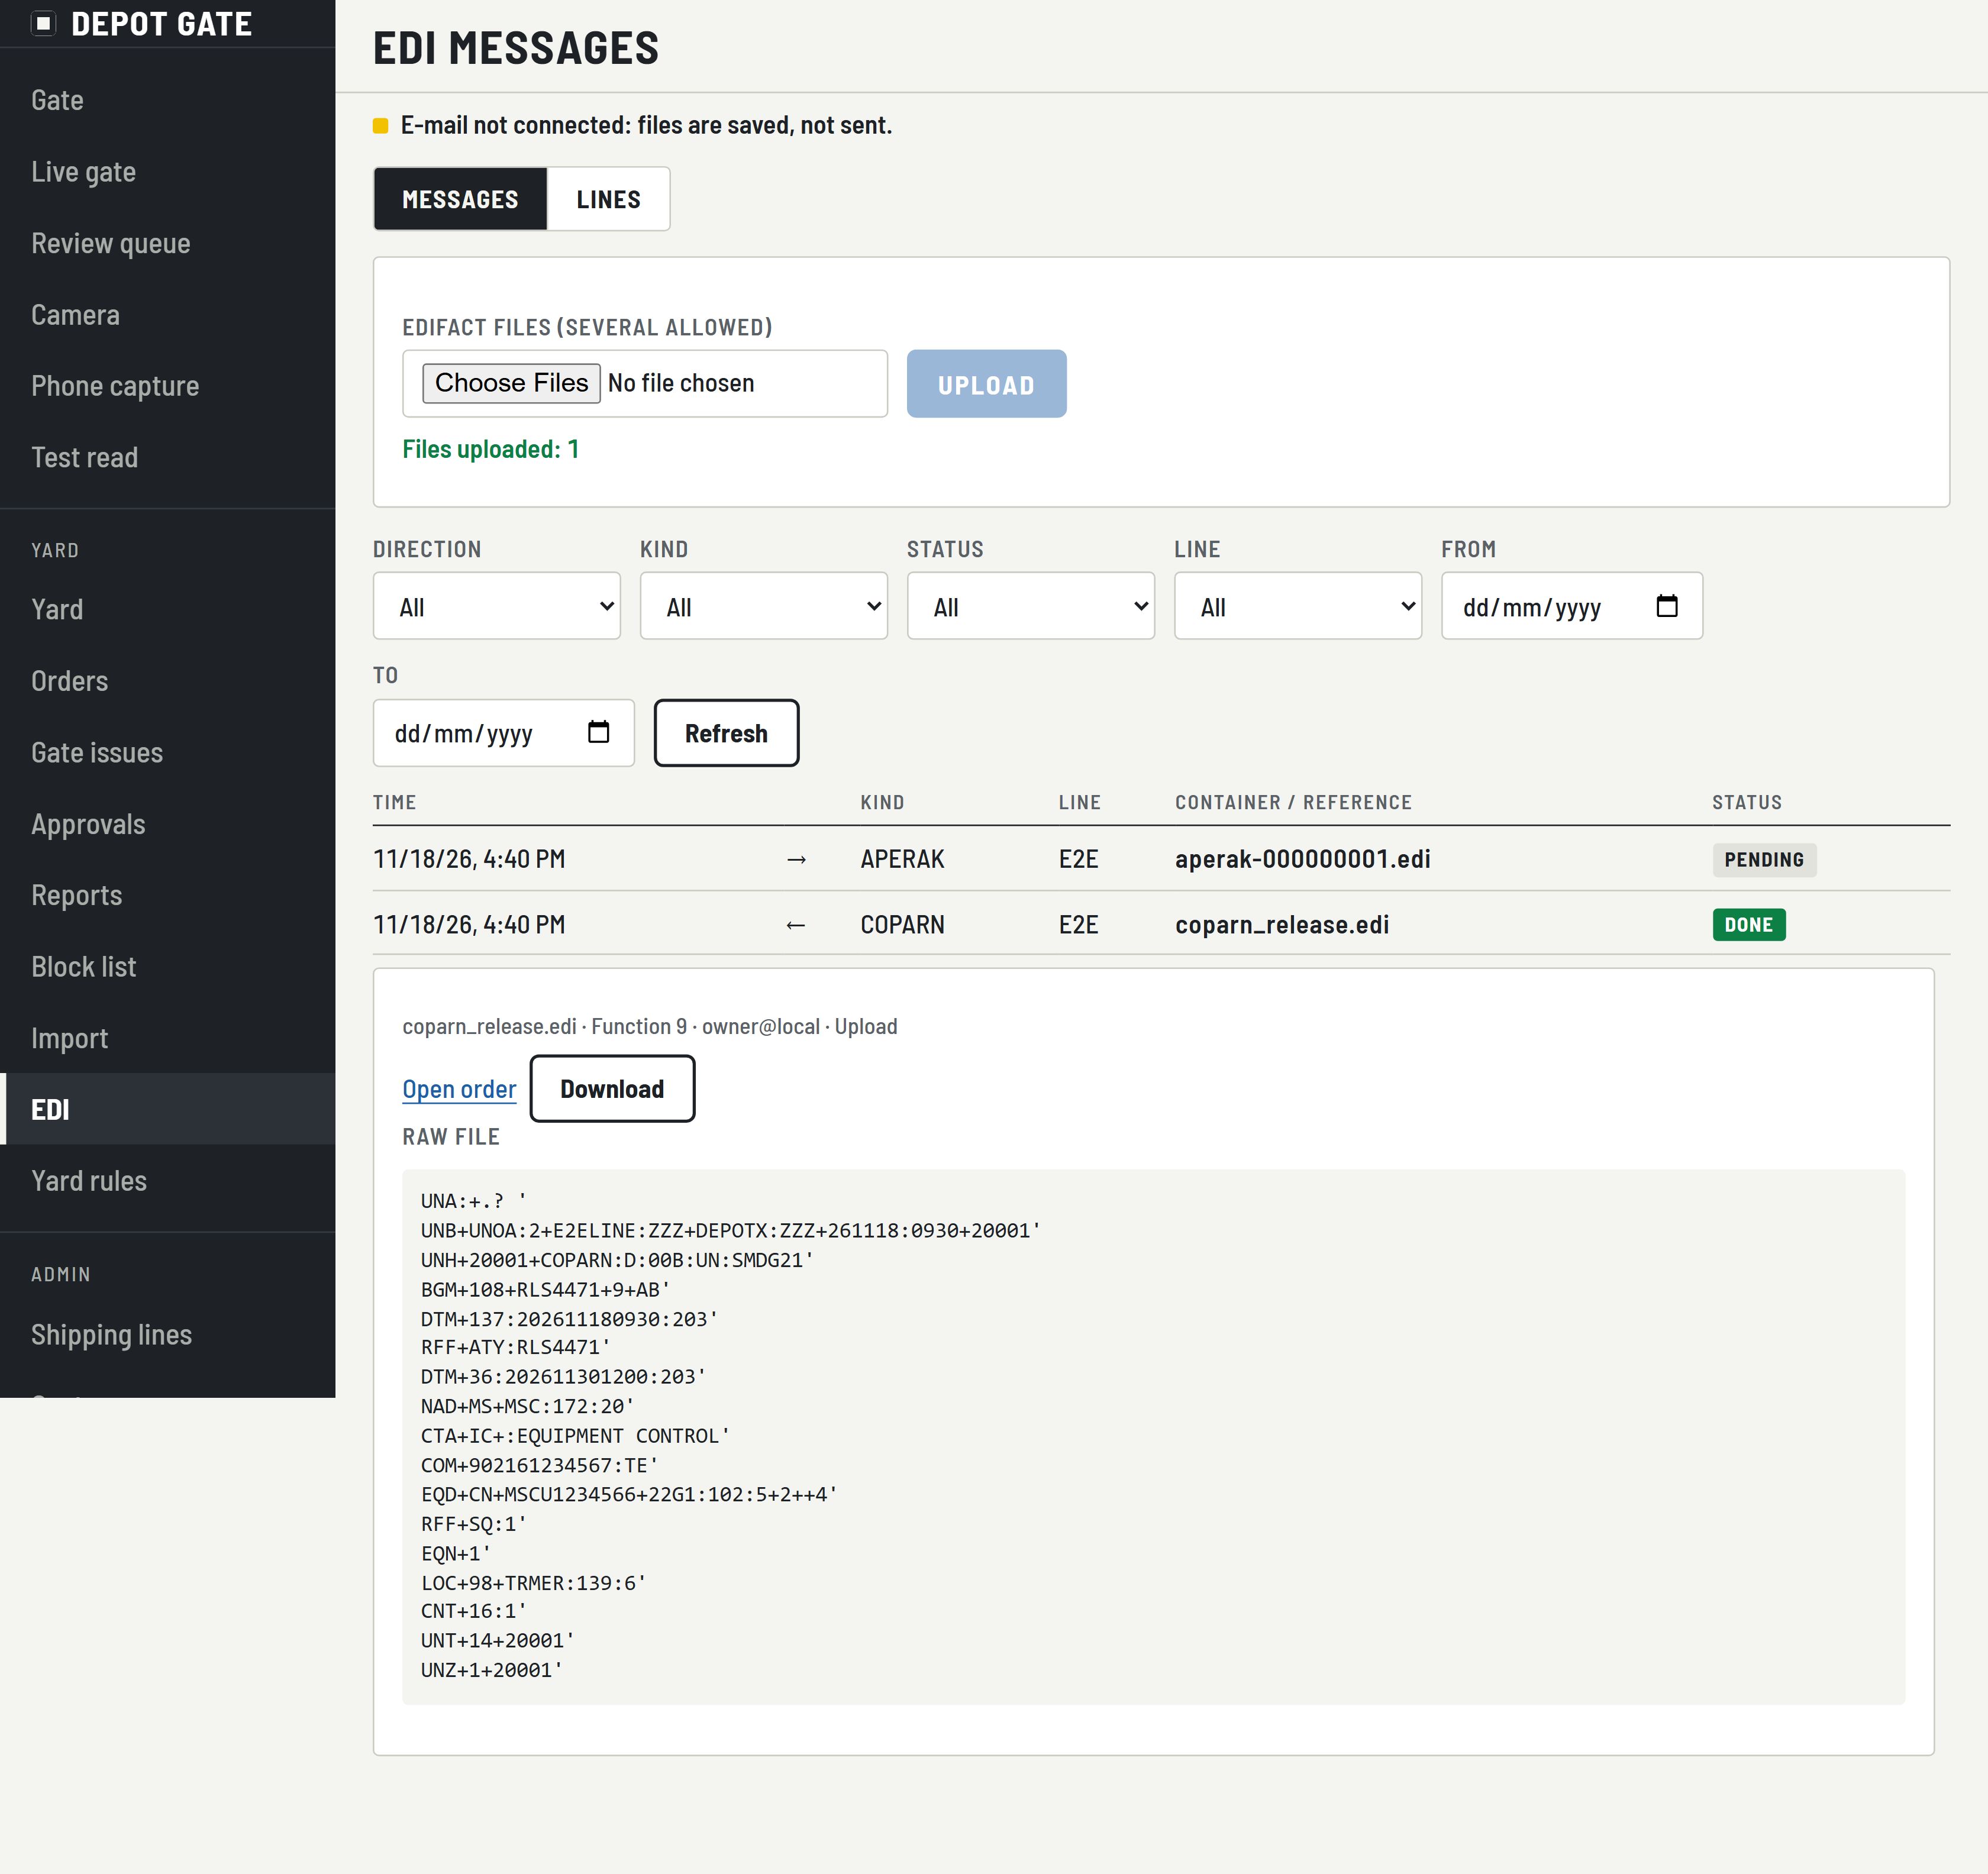 DEPOT GATE
Gate
Live gate
Review queue
Camera
Phone capture
Test read
YARD
Yard
Orders
Gate issues
Approvals
Reports
Block list
Import
EDI
Yard rules
ADMIN
Shipping lines
EDI MESSAGES
E-mail not connected: files are saved, not sent.
MESSAGES LINES
EDIFACT FILES (SEVERAL ALLOWED)
Choose Files No file chosen UPLOAD
Files uploaded: 1
DIRECTION KIND STATUS LINE FROM
All All All All dd/mm/yyyy
TO
dd/mm/yyyy Refresh
TIME KIND LINE CONTAINER / REFERENCE STATUS
11/18/26, 4:40 PM → APERAK E2E aperak-000000001.edi PENDING
11/18/26, 4:40 PM ← COPARN E2E coparn_release.edi DONE
coparn_release.edi · Function 9 · owner@local · Upload
Open order Download
RAW FILE
UNA:+.? '
UNB+UNOA:2+E2ELINE:ZZZ+DEPOTX:ZZZ+261118:0930+20001'
UNH+20001+COPARN:D:00B:UN:SMDG21'
BGM+108+RLS4471+9+AB'
DTM+137:202611180930:203'
RFF+ATY:RLS4471'
DTM+36:202611301200:203'
NAD+MS+MSC:172:20'
CTA+IC+:EQUIPMENT CONTROL'
COM+902161234567:TE'
EQD+CN+MSCU1234566+22G1:102:5+2++4'
RFF+SQ:1'
EQN+1'
LOC+98+TRMER:139:6'
CNT+16:1'
UNT+14+20001'
UNZ+1+20001'